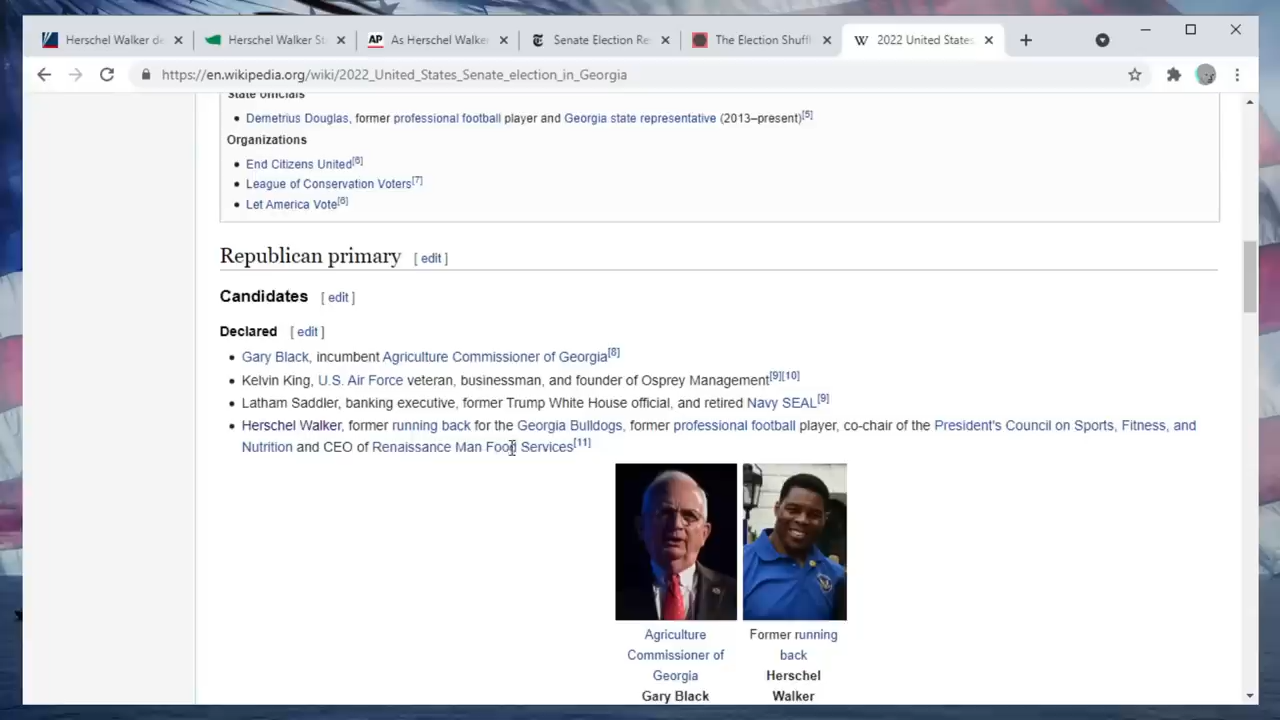 Herschel Walker de
Herschel Walker St
As Herschel Walker
Senate Election Re
The Election Shuffl
2022 United States
https://en.wikipedia.org/wiki/2022_United_States_Senate_election_in_Georgia
State officials
• Demetrius Douglas, former professional football player and Georgia state representative (2013–present)[5]
Organizations
• End Citizens United[6]
• League of Conservation Voters[7]
• Let America Vote[6]
Republican primary [ edit ]
Candidates [ edit ]
Declared [ edit ]
• Gary Black, incumbent Agriculture Commissioner of Georgia[8]
• Kelvin King, U.S. Air Force veteran, businessman, and founder of Osprey Management[9][10]
• Latham Saddler, banking executive, former Trump White House official, and retired Navy SEAL[9]
• Herschel Walker, former running back for the Georgia Bulldogs, former professional football player, co-chair of the President's Council on Sports, Fitness, and
Nutrition and CEO of Renaissance Man Food Services[11]
Agriculture
Commissioner of
Georgia
Gary Black
Former running
back
Herschel
Walker